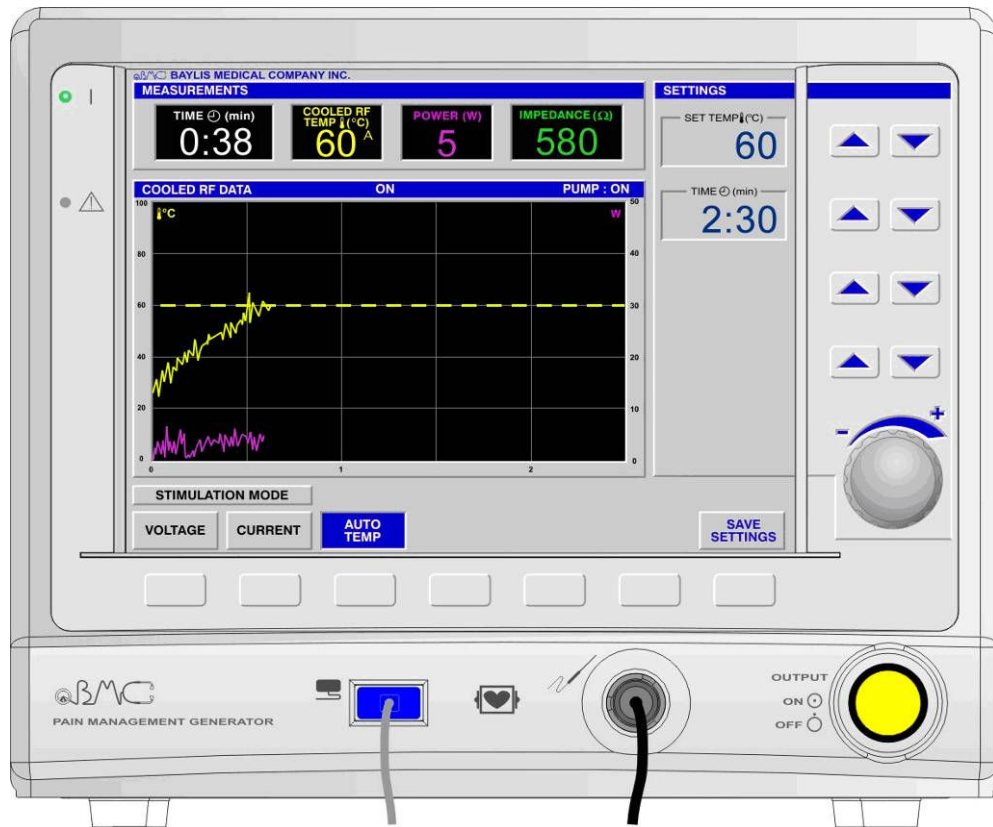 BMC BAYLIS MEDICAL COMPANY INC.
MEASUREMENTS
TIME (min)
0:38
COOLED RF
TEMP (°C)
60 A
POWER (W)
5
IMPEDANCE (Ω)
580
SETTINGS
SET TEMP (°C)
60
TIME (min)
2:30
COOLED RF DATA ON PUMP : ON
100 °C W 50
80 40
60 30
40 20
20 10
0 0
0 1 2
STIMULATION MODE
VOLTAGE
CURRENT
AUTO
TEMP
SAVE
SETTINGS
- +
BMC
PAIN MANAGEMENT GENERATOR
OUTPUT
ON
OFF